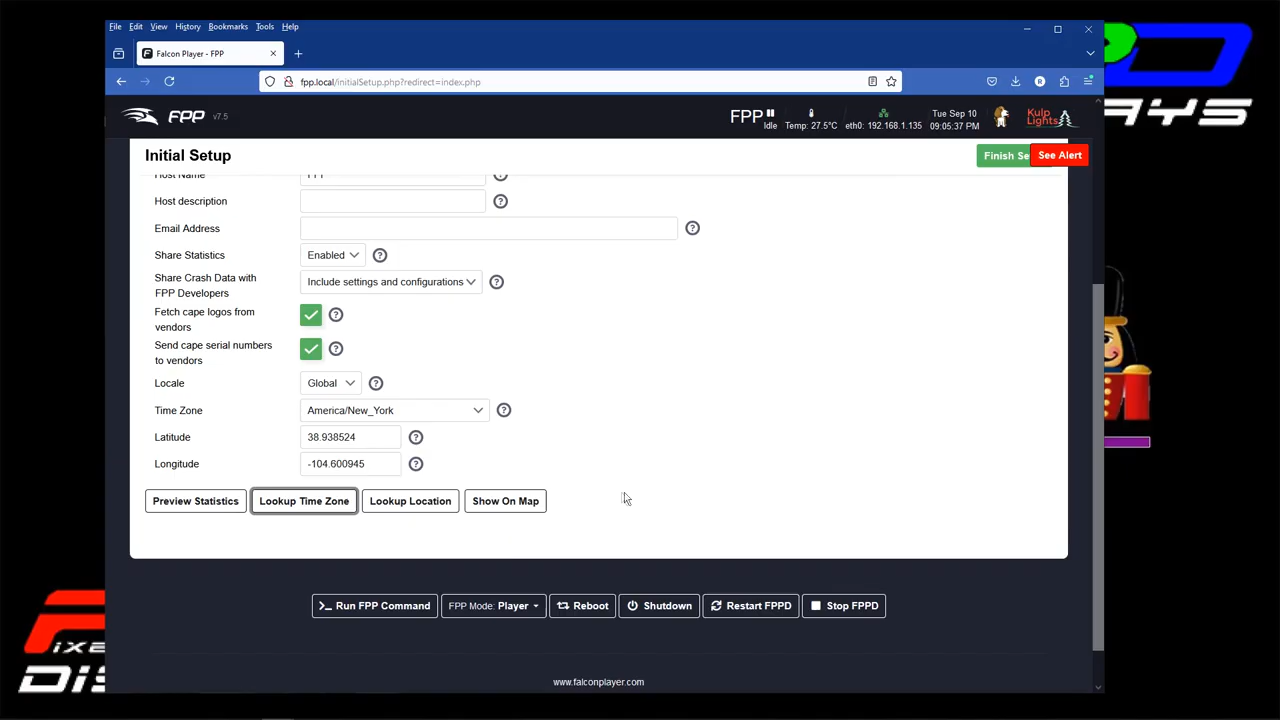 File Edit View History Bookmarks Tools Help
Falcon Player - FPP
fpp.local/initialSetup.php?redirect=index.php
FPP v7.5
FPP
Idle
Temp: 27.5°C
eth0: 192.168.1.135
Tue Sep 10
09:05:37 PM
Kulp
Lights
Initial Setup
Finish Se
See Alert
Host Name
FPP
Host description
Email Address
Share Statistics
Enabled
Share Crash Data with
FPP Developers
Include settings and configurations
Fetch cape logos from
vendors
Send cape serial numbers
to vendors
Locale
Global
Time Zone
America/New_York
Latitude
38.938524
Longitude
-104.600945
Preview Statistics
Lookup Time Zone
Lookup Location
Show On Map
Run FPP Command
FPP Mode: Player
Reboot
Shutdown
Restart FPPD
Stop FPPD
www.falconplayer.com